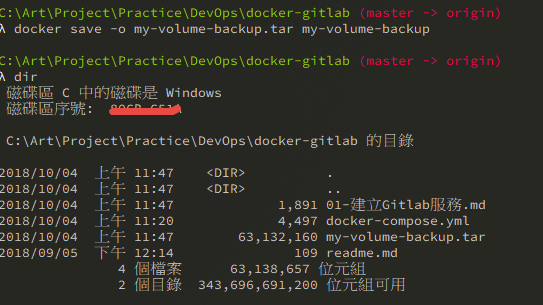 C:\Art\Project\Practice\DevOps\docker-gitlab (master -> origin)
λ docker save -o my-volume-backup.tar my-volume-backup
C:\Art\Project\Practice\DevOps\docker-gitlab (master -> origin)
λ dir
磁碟區 C 中的磁碟是 Windows
磁碟區序號:
C:\Art\Project\Practice\DevOps\docker-gitlab 的目錄
2018/10/04 上午 11:47 <DIR> .
2018/10/04 上午 11:47 <DIR> ..
2018/10/04 上午 11:47 1,891 01-建立Gitlab服務.md
2018/10/04 上午 11:20 4,497 docker-compose.yml
2018/10/04 上午 11:47 63,132,160 my-volume-backup.tar
2018/09/05 下午 12:14 109 readme.md
4 個檔案 63,138,657 位元組
2 個目錄 343,696,691,200 位元組可用